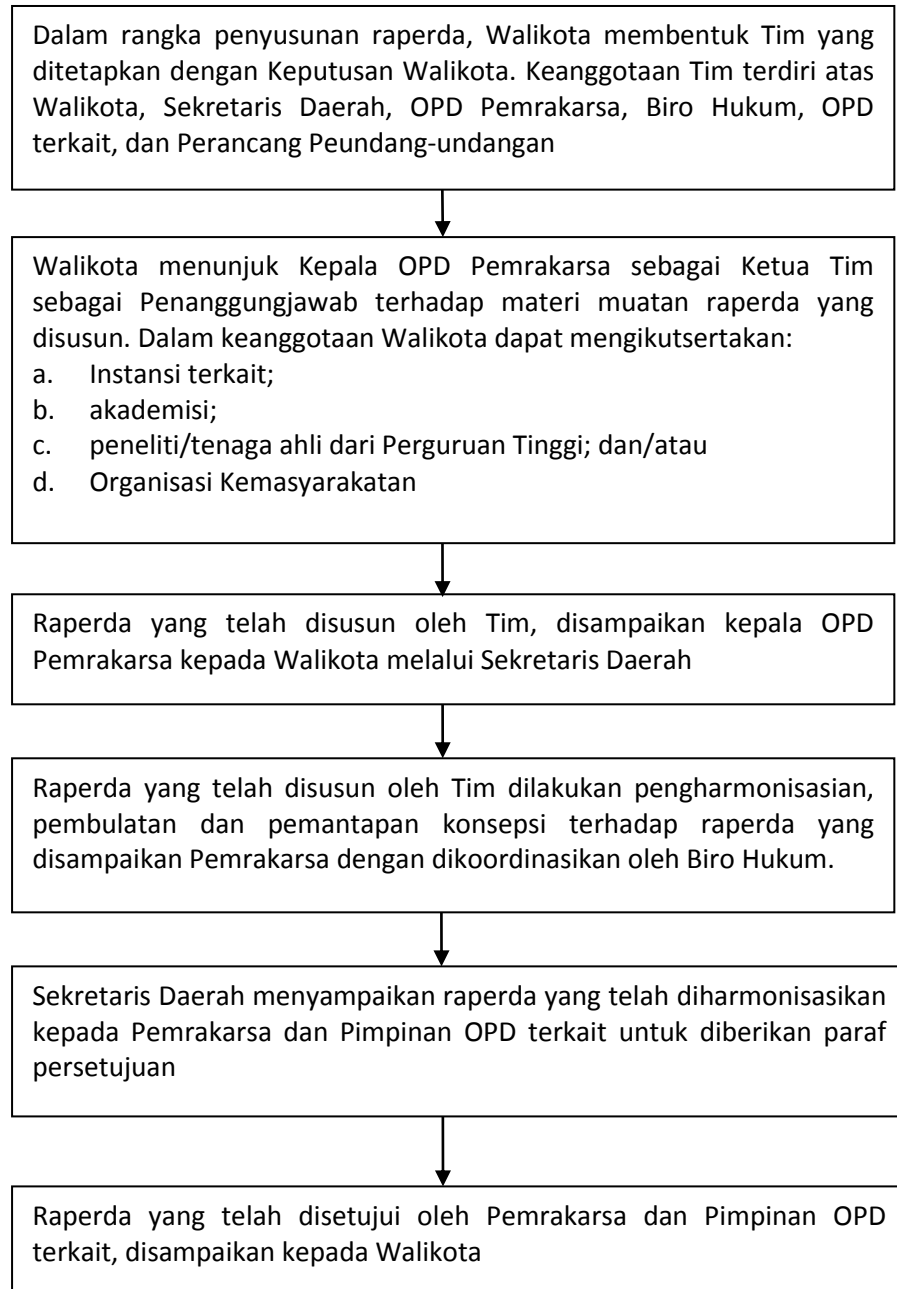 Dalam rangka penyusunan raperda, Walikota membentuk Tim yang
ditetapkan dengan Keputusan Walikota. Keanggotaan Tim terdiri atas
Walikota, Sekretaris Daerah, OPD Pemrakarsa, Biro Hukum, OPD
terkait, dan Perancang Peundang-undangan
Walikota menunjuk Kepala OPD Pemrakarsa sebagai Ketua Tim
sebagai Penanggungjawab terhadap materi muatan raperda yang
disusun. Dalam keanggotaan Walikota dapat mengikutsertakan:
a. Instansi terkait;
b. akademisi;
c. peneliti/tenaga ahli dari Perguruan Tinggi; dan/atau
d. Organisasi Kemasyarakatan
Raperda yang telah disusun oleh Tim, disampaikan kepala OPD
Pemrakarsa kepada Walikota melalui Sekretaris Daerah
Raperda yang telah disusun oleh Tim dilakukan pengharmonisasian,
pembulatan dan pemantapan konsepsi terhadap raperda yang
disampaikan Pemrakarsa dengan dikoordinasikan oleh Biro Hukum.
Sekretaris Daerah menyampaikan raperda yang telah diharmonisasikan
kepada Pemrakarsa dan Pimpinan OPD terkait untuk diberikan paraf
persetujuan
Raperda yang telah disetujui oleh Pemrakarsa dan Pimpinan OPD
terkait, disampaikan kepada Walikota